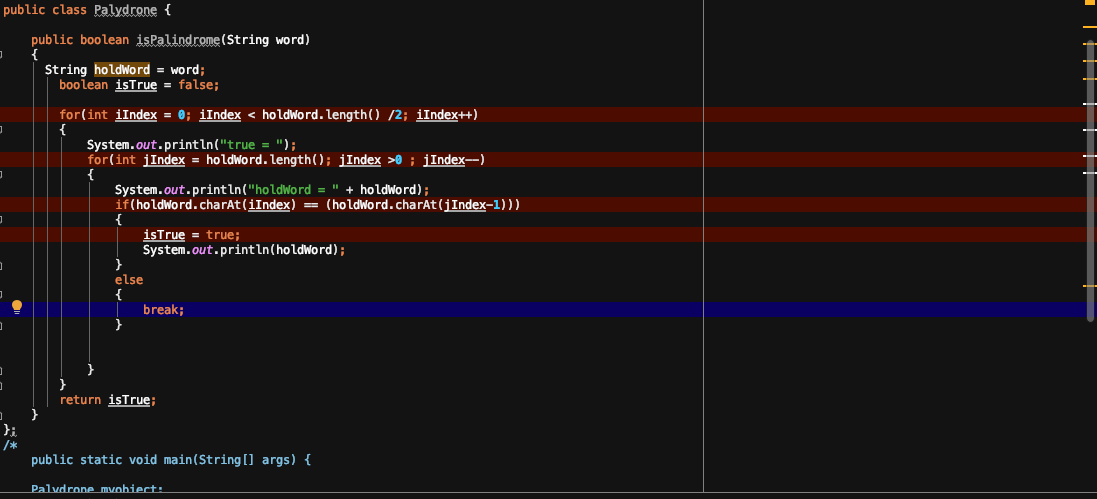 public class Palydrone {
public boolean isPalindrome(String word)
{
String holdWord = word;
boolean isTrue = false;
for(int iIndex = 0; iIndex < holdWord.length() /2; iIndex++)
{
System.out.println("true = ");
for(int jIndex = holdWord.length(); jIndex >0 ; jIndex--)
{
System.out.println("holdWord = " + holdWord);
if(holdWord.charAt(iIndex) == (holdWord.charAt(jIndex-1)))
{
isTrue = true;
System.out.println(holdWord);
}
else
{
break;
}
}
}
return isTrue;
}
};
/*
public static void main(String[] args) {
Palydrone myobject;